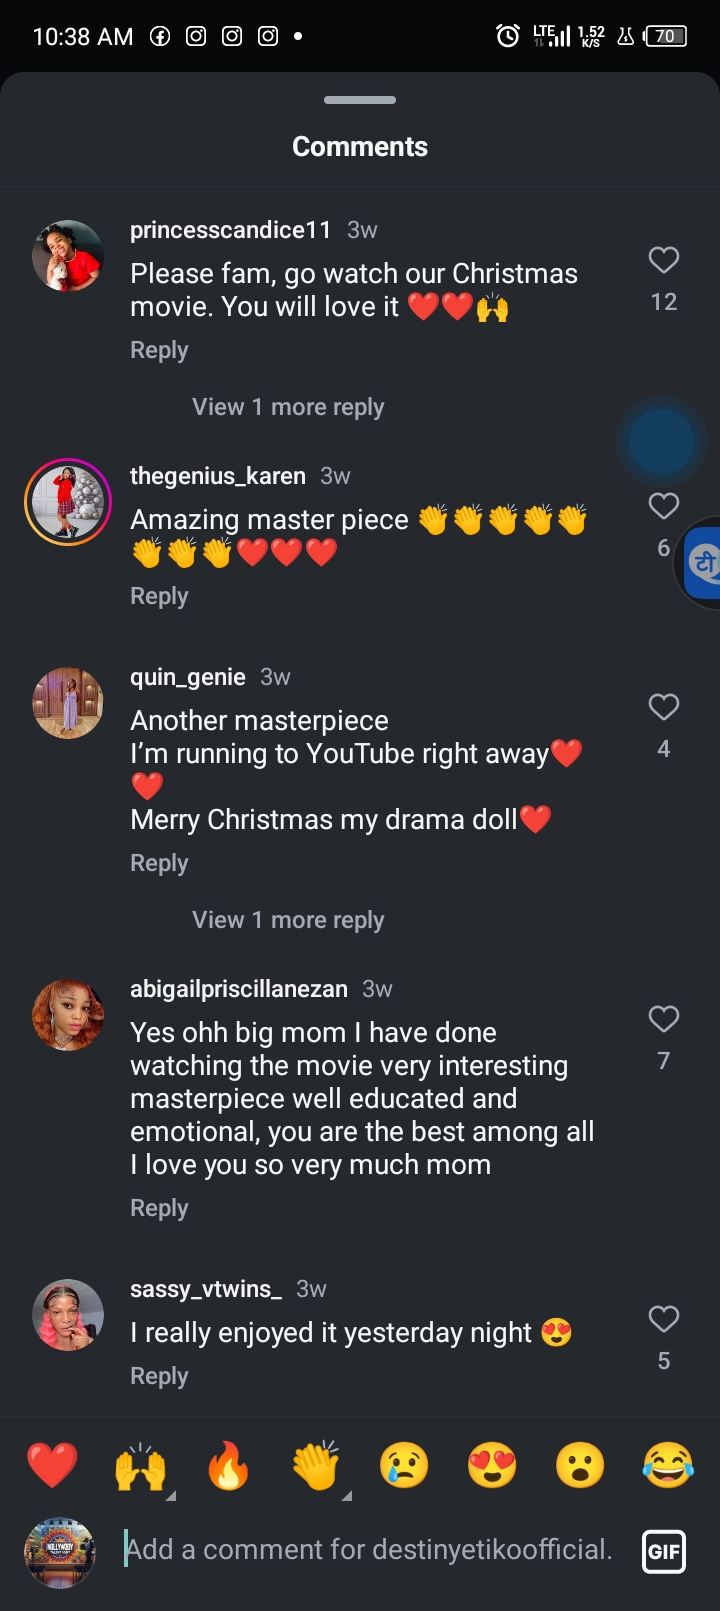 10:38 AM
LTE
1.52
K/S
70
Comments
princesscandice11 3w
Please fam, go watch our Christmas
movie. You will love it ❤️❤️🙌
12
Reply
View 1 more reply
thegenius_karen 3w
Amazing master piece 👏👏👏👏👏
👏👏👏❤️❤️❤️
6
टी
Reply
quin_genie 3w
Another masterpiece
I’m running to YouTube right away❤️
❤️
Merry Christmas my drama doll❤️
4
Reply
View 1 more reply
abigailpriscillanezan 3w
Yes ohh big mom I have done
watching the movie very interesting
masterpiece well educated and
emotional, you are the best among all
I love you so very much mom
7
Reply
sassy_vtwins_ 3w
I really enjoyed it yesterday night 😍
5
Reply
❤️🙌🔥👏😢😍😮😂
NOLLYWOOD
Add a comment for destinyetikoofficial.
GIF